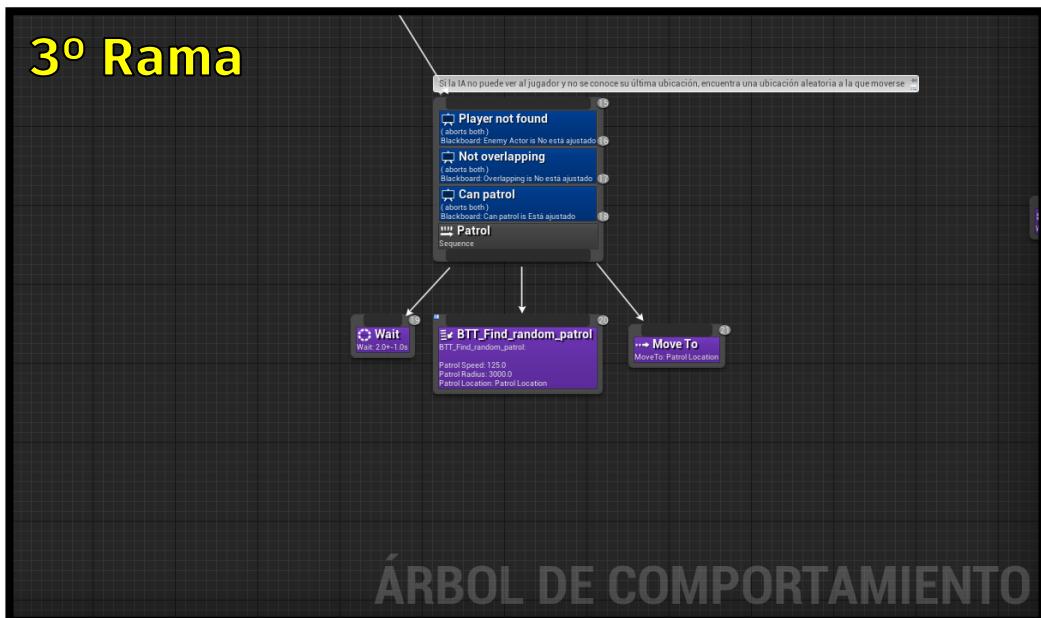 3º Rama
Si la IA no puede ver al jugador y no se conoce su última ubicación, encuentra una ubicación aleatoria a la que moverse
15
Player not found
( aborts both )
Blackboard: Enemy Actor is No está ajustado
16
Not overlapping
( aborts both )
Blackboard: Overlapping is No está ajustado
17
Can patrol
( aborts both )
Blackboard: Can patrol is Está ajustado
18
Patrol
Sequence
19
Wait
Wait: 2.0+-1.0s
20
BTT_Find_random_patrol
BTT_Find_random_patrol:
Patrol Speed: 125.0
Patrol Radius: 3000.0
Patrol Location: Patrol Location
21
Move To
MoveTo: Patrol Location
ÁRBOL DE COMPORTAMIENTO